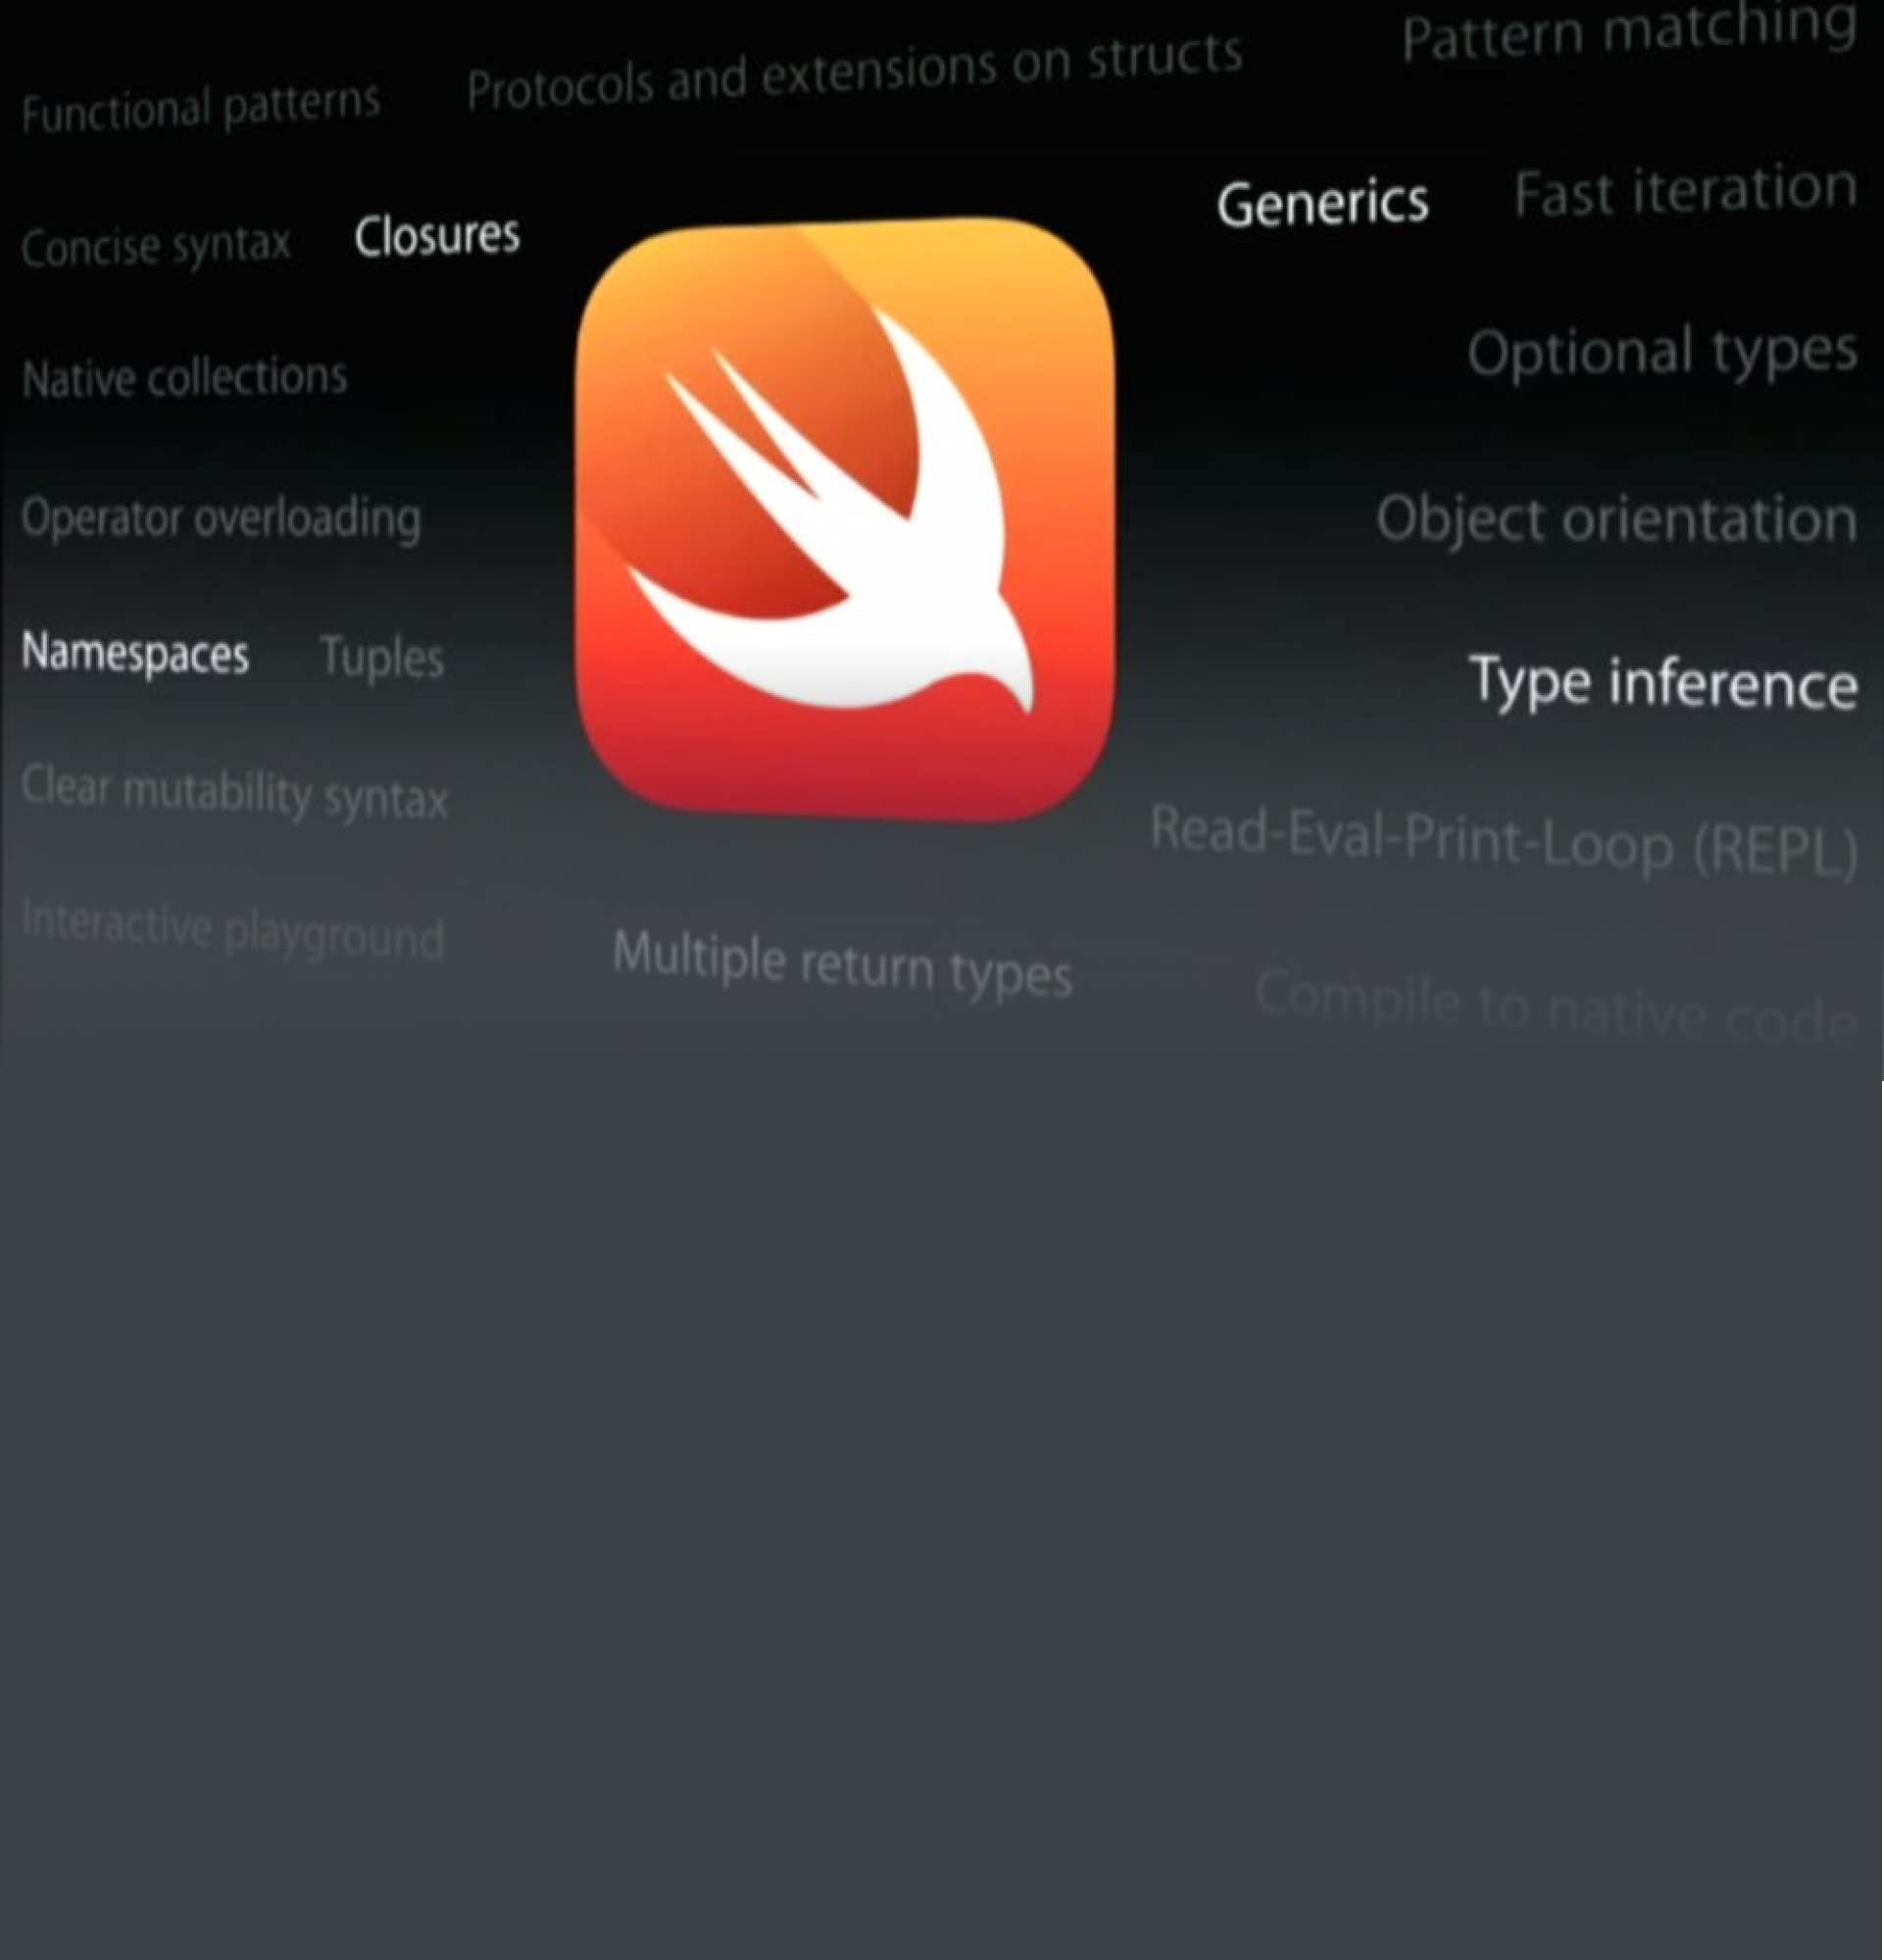 Functional patterns
Protocols and extensions on structs
Pattern matching
Concise syntax
Closures
Generics
Fast iteration
Native collections
Optional types
Operator overloading
Object orientation
Namespaces
Tuples
Type inference
Clear mutability syntax
Read-Eval-Print-Loop (REPL)
Interactive playground
Multiple return types
Compile to native code